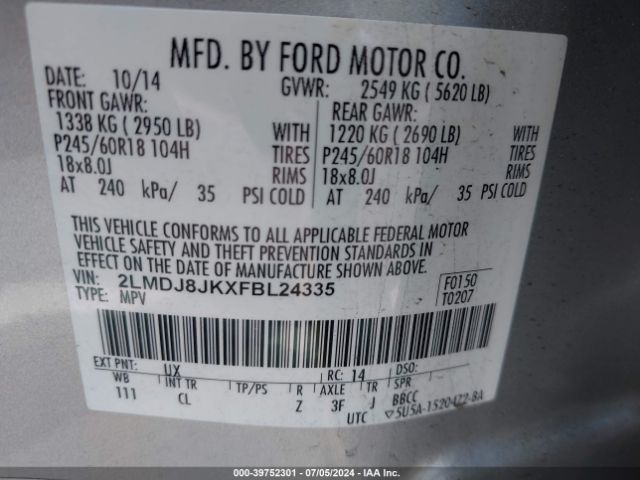 MFD. BY FORD MOTOR CO.
DATE: 10/14 GVWR: 2549 KG ( 5620 LB)
FRONT GAWR: REAR GAWR:
1338 KG ( 2950 LB) WITH 1220 KG ( 2690 LB) WITH
P245/60R18 104H TIRES P245/60R18 104H TIRES
18x8.0J RIMS 18x8.0J RIMS
AT 240 kPa/ 35 PSI COLD AT 240 kPa/ 35 PSI COLD
THIS VEHICLE CONFORMS TO ALL APPLICABLE FEDERAL MOTOR
VEHICLE SAFETY AND THEFT PREVENTION STANDARDS IN
EFFECT ON THE DATE OF MANUFACTURE SHOWN ABOVE.
VIN: 2LMDJ8JKXFBL24335 F0150
TYPE: MPV T0207
EXT PNT: UX RC: 14 DSO:
WB INT TR TP/PS R AXLE TR SPR
111 CL Z 3F J BBCC
UTC ▽5U5A-1520472-BA
000-39752301 - 07/05/2024 - IAA Inc.